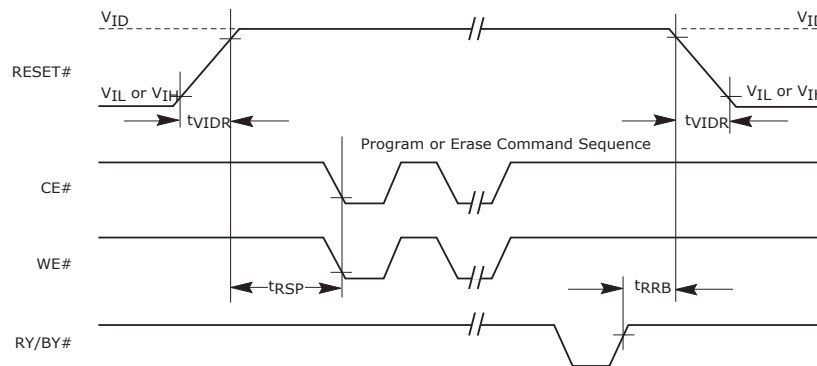 VID
VI
RESET#
VIL or VIH
VIL or VIH
tVIDR
tVIDR
Program or Erase Command Sequence
CE#
WE#
tRSP
tRRB
RY/BY#